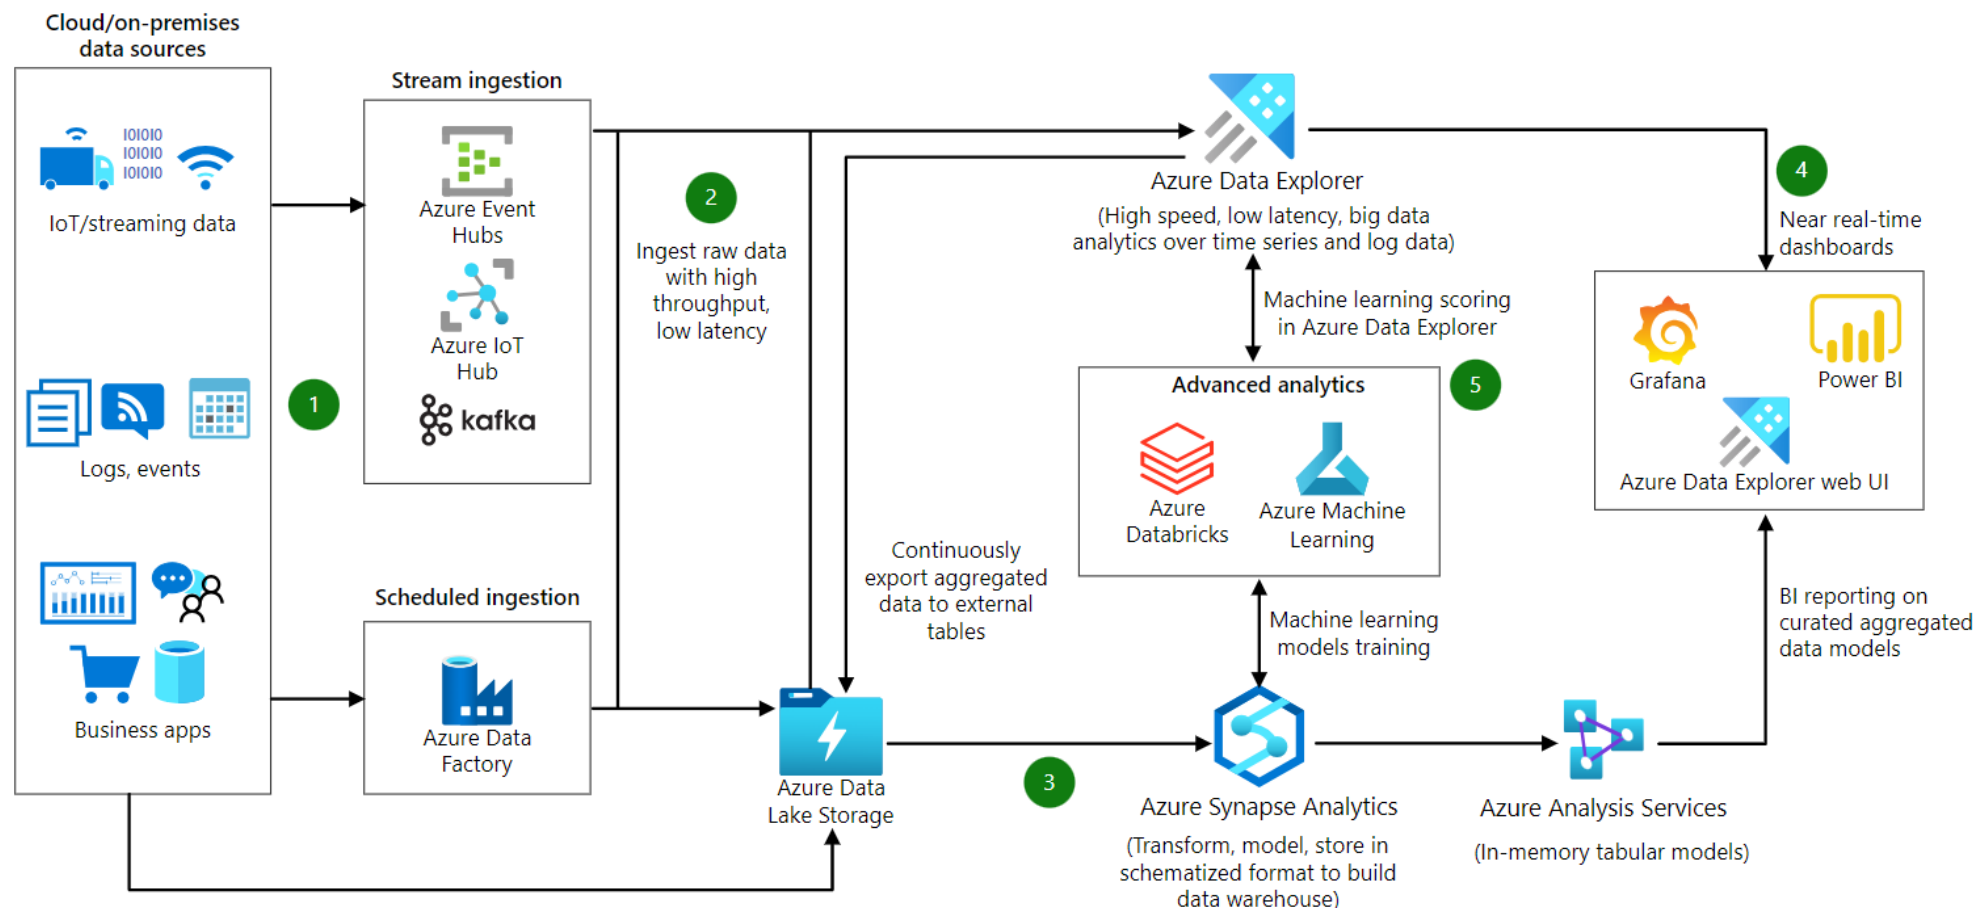 Cloud/on-premises
data sources
IoT/streaming data
IOIOIO
IOIOIO
IOIOIO
Logs, events
Business apps
1
Stream ingestion
Azure Event
Hubs
Azure IoT
Hub
kafka
Scheduled ingestion
Azure Data
Factory
2
Ingest raw data
with high
throughput,
low latency
Azure Data
Lake Storage
Continuously
export aggregated
data to external
tables
3
Azure Data Explorer
(High speed, low latency, big data
analytics over time series and log data)
Machine learning scoring
in Azure Data Explorer
Advanced analytics
5
Azure
Databricks
Azure Machine
Learning
Machine learning
models training
Azure Synapse Analytics
(Transform, model, store in
schematized format to build
data warehouse)
Azure Analysis Services
(In-memory tabular models)
4
Near real-time
dashboards
Grafana
Power BI
Azure Data Explorer web UI
BI reporting on
curated aggregated
data models